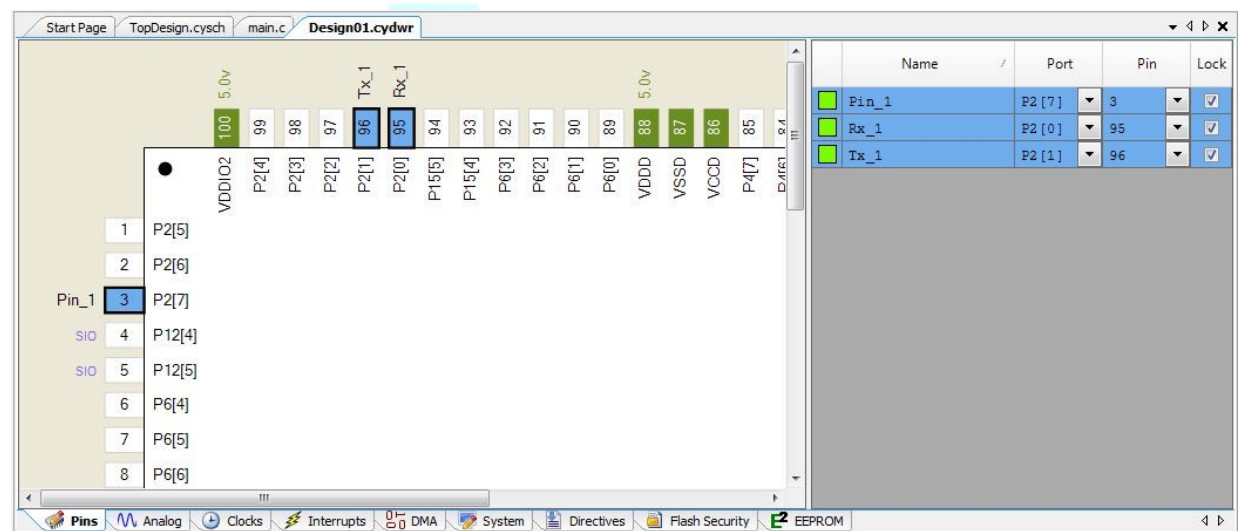 Start Page TopDesign.cysch main.c Design01.cydwr
Name Port Pin Lock
Pin_1 P2[7] 3
Rx_1 P2[0] 95
Tx_1 P2[1] 96
5.0v Tx_1 Rx_1 5.0v
100 99 98 97 96 95 94 93 92 91 90 89 88 87 86 85 84
VDDIO2 P2[4] P2[3] P2[2] P2[1] P2[0] P15[5] P15[4] P6[3] P6[2] P6[1] P6[0] VDDD VSSD VCCD P4[7] P4[6]
1 P2[5]
2 P2[6]
Pin_1 3 P2[7]
SIO 4 P12[4]
SIO 5 P12[5]
6 P6[4]
7 P6[5]
8 P6[6]
Pins Analog Clocks Interrupts DMA System Directives Flash Security EEPROM